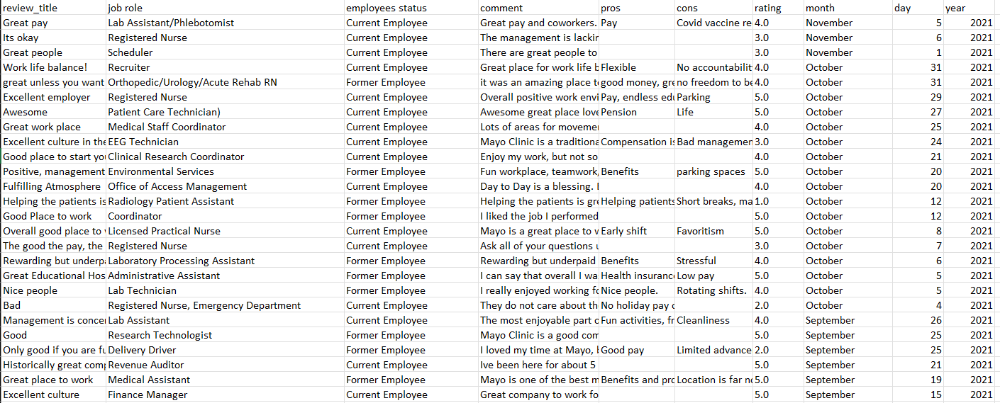 review_title job role employees status comment pros cons rating month day year
Great pay Lab Assistant/Phlebotomist Current Employee Great pay and coworkers. Pay Covid vaccine re 4.0 November 5 2021
Its okay Registered Nurse Current Employee The management is lackin 3.0 November 6 2021
Great people Scheduler Current Employee There are great people to 3.0 November 1 2021
Work life balance! Recruiter Current Employee Great place for work life b Flexible No accountabilit 4.0 October 31 2021
great unless you want Orthopedic/Urology/Acute Rehab RN Former Employee it was an amazing place t good money, gre no freedom to be 4.0 October 31 2021
Excellent employer Registered Nurse Current Employee Overall positive work envi Pay, endless edu Parking 5.0 October 29 2021
Awesome Patient Care Technician) Current Employee Awesome great place love Pension Life 5.0 October 27 2021
Great work place Medical Staff Coordinator Current Employee Lots of areas for movemen 4.0 October 25 2021
Excellent culture in the EEG Technician Current Employee Mayo Clinic is a traditiona Compensation is Bad managemen 3.0 October 24 2021
Good place to start you Clinical Research Coordinator Current Employee Enjoy my work, but not so 4.0 October 21 2021
Positive, management Environmental Services Former Employee Fun workplace, teamwork, Benefits parking spaces 5.0 October 20 2021
Fulfilling Atmosphere Office of Access Management Current Employee Day to Day is a blessing. 4.0 October 20 2021
Helping the patients is Radiology Patient Assistant Former Employee Helping the patients is gre Helping patients Short breaks, ma 1.0 October 12 2021
Good Place to work Coordinator Former Employee I liked the job I performed 5.0 October 12 2021
Overall good place to Licensed Practical Nurse Current Employee Mayo is a great place to w Early shift Favoritism 5.0 October 8 2021
The good the pay, the Registered Nurse Current Employee Ask all of your questions 3.0 October 7 2021
Rewarding but underpa Laboratory Processing Assistant Former Employee Rewarding but underpaid Benefits Stressful 4.0 October 6 2021
Great Educational Hos Administrative Assistant Former Employee I can say that overall I wa Health insuranc Low pay 5.0 October 5 2021
Nice people Lab Technician Former Employee I really enjoyed working fo Nice people. Rotating shifts. 4.0 October 5 2021
Bad Registered Nurse, Emergency Department Current Employee They do not care about th No holiday pay 2.0 October 4 2021
Management is concer Lab Assistant Current Employee The most enjoyable part o Fun activities, fr Cleanliness 4.0 September 26 2021
Good Research Technologist Former Employee Mayo Clinic is a good com 5.0 September 25 2021
Only good if you are fu Delivery Driver Former Employee I loved my time at Mayo, Good pay Limited advance 2.0 September 25 2021
Historically great comp Revenue Auditor Current Employee Ive been here for about 5 5.0 September 21 2021
Great place to work Medical Assistant Former Employee Mayo is one of the best m Benefits and pro Location is far no 5.0 September 19 2021
Excellent culture Finance Manager Current Employee Great company to work fo 5.0 September 15 2021